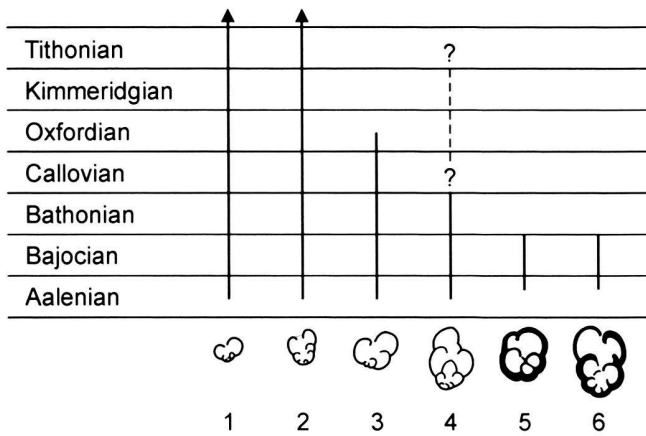 Tithonian ?
Kimmeridgian
Oxfordian
Callovian ?
Bathonian
Bajocian
Aalenian
1 2 3 4 5 6